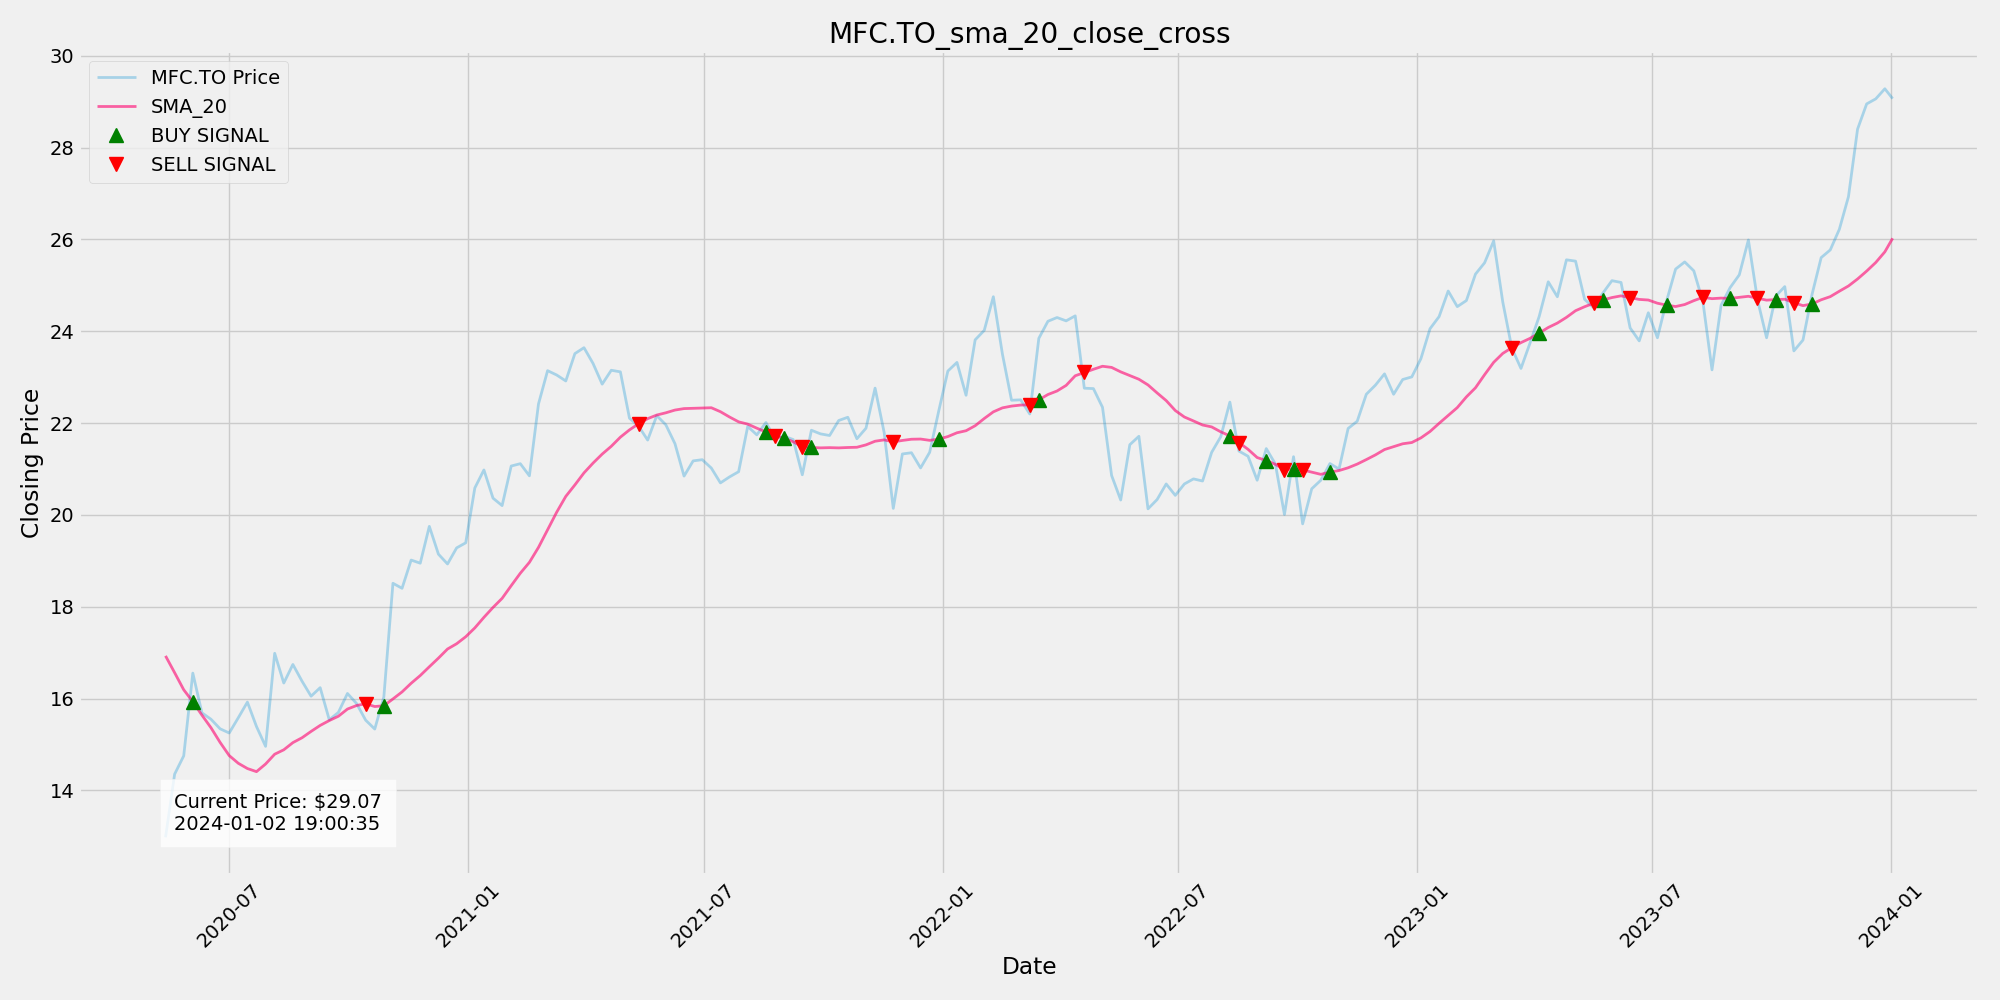 MFC.TO_sma_20_close_cross
30
28
26
24
22
20
18
16
14
Closing Price
MFC.TO Price
SMA_20
BUY SIGNAL
SELL SIGNAL
Current Price: $29.07
2024-01-02 19:00:35
2020-07
2021-01
2021-07
2022-01
2022-07
2023-01
2023-07
2024-01
Date